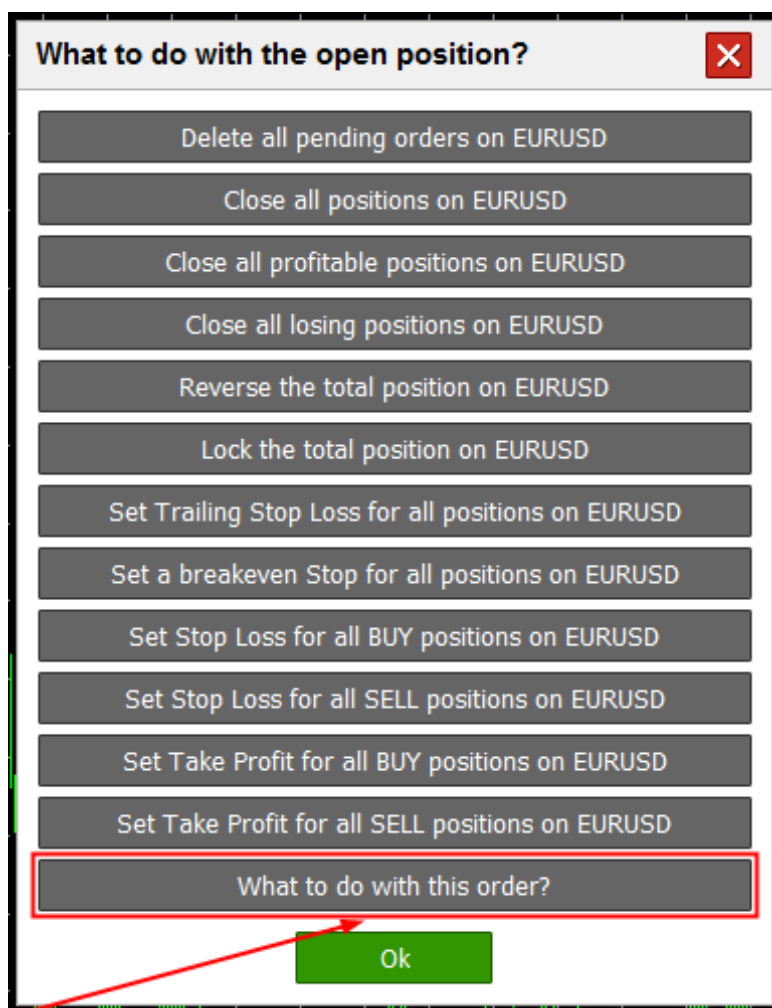 What to do with the open position?
Delete all pending orders on EURUSD
Close all positions on EURUSD
Close all profitable positions on EURUSD
Close all losing positions on EURUSD
Reverse the total position on EURUSD
Lock the total position on EURUSD
Set Trailing Stop Loss for all positions on EURUSD
Set a breakeven Stop for all positions on EURUSD
Set Stop Loss for all BUY positions on EURUSD
Set Stop Loss for all SELL positions on EURUSD
Set Take Profit for all BUY positions on EURUSD
Set Take Profit for all SELL positions on EURUSD
What to do with this order?
Ok